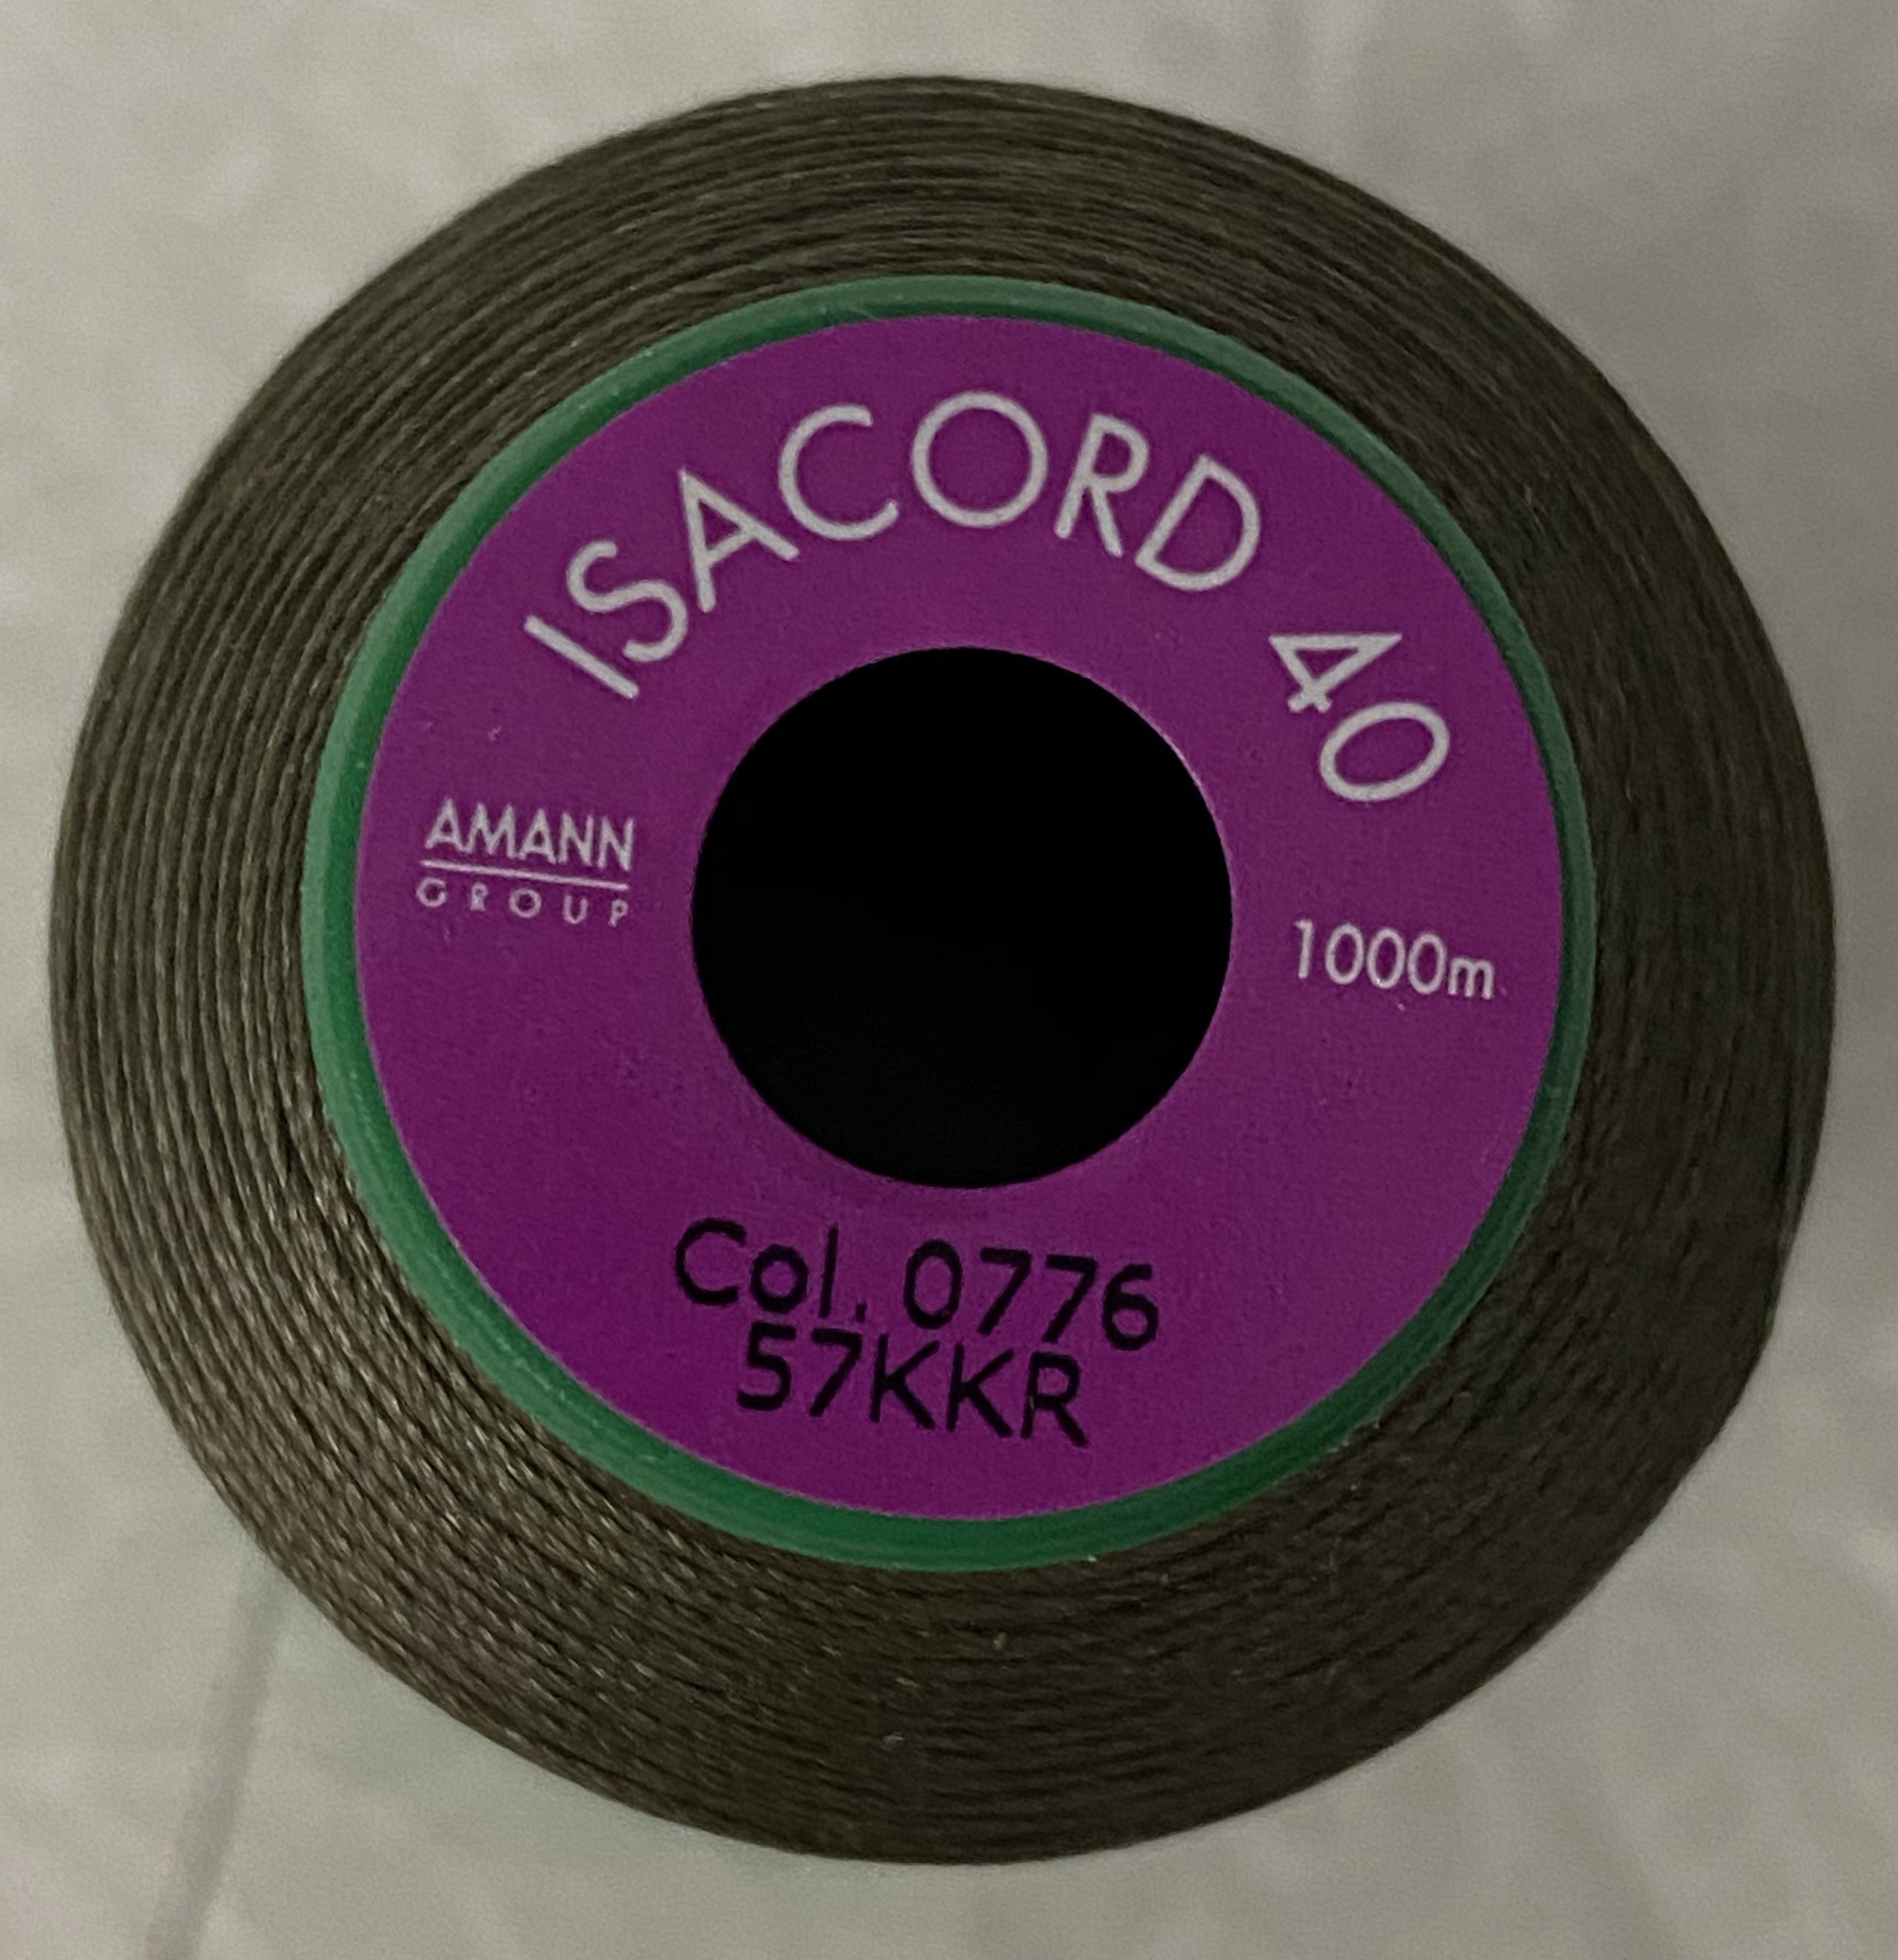 ISACORD 40
AMANN
GROUP
1000m
Col. 0776
57KKR